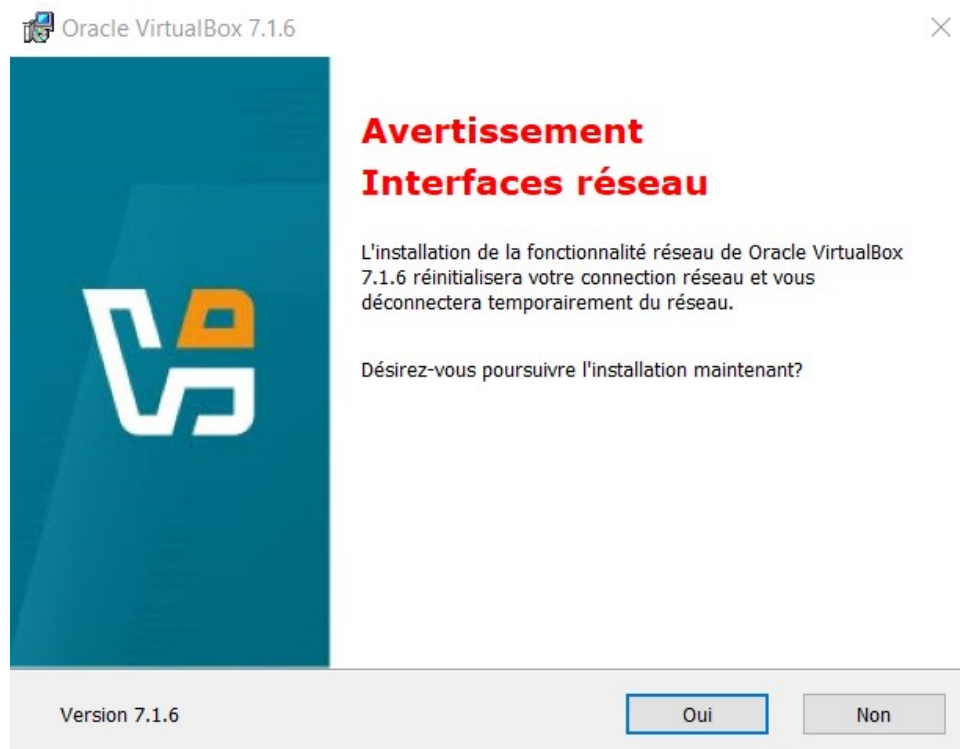 Oracle VirtualBox 7.1.6
Avertissement
Interfaces réseau
L'installation de la fonctionnalité réseau de Oracle VirtualBox
7.1.6 réinitialisera votre connection réseau et vous
déconnectera temporairement du réseau.
Désirez-vous poursuivre l'installation maintenant?
Version 7.1.6
Oui
Non